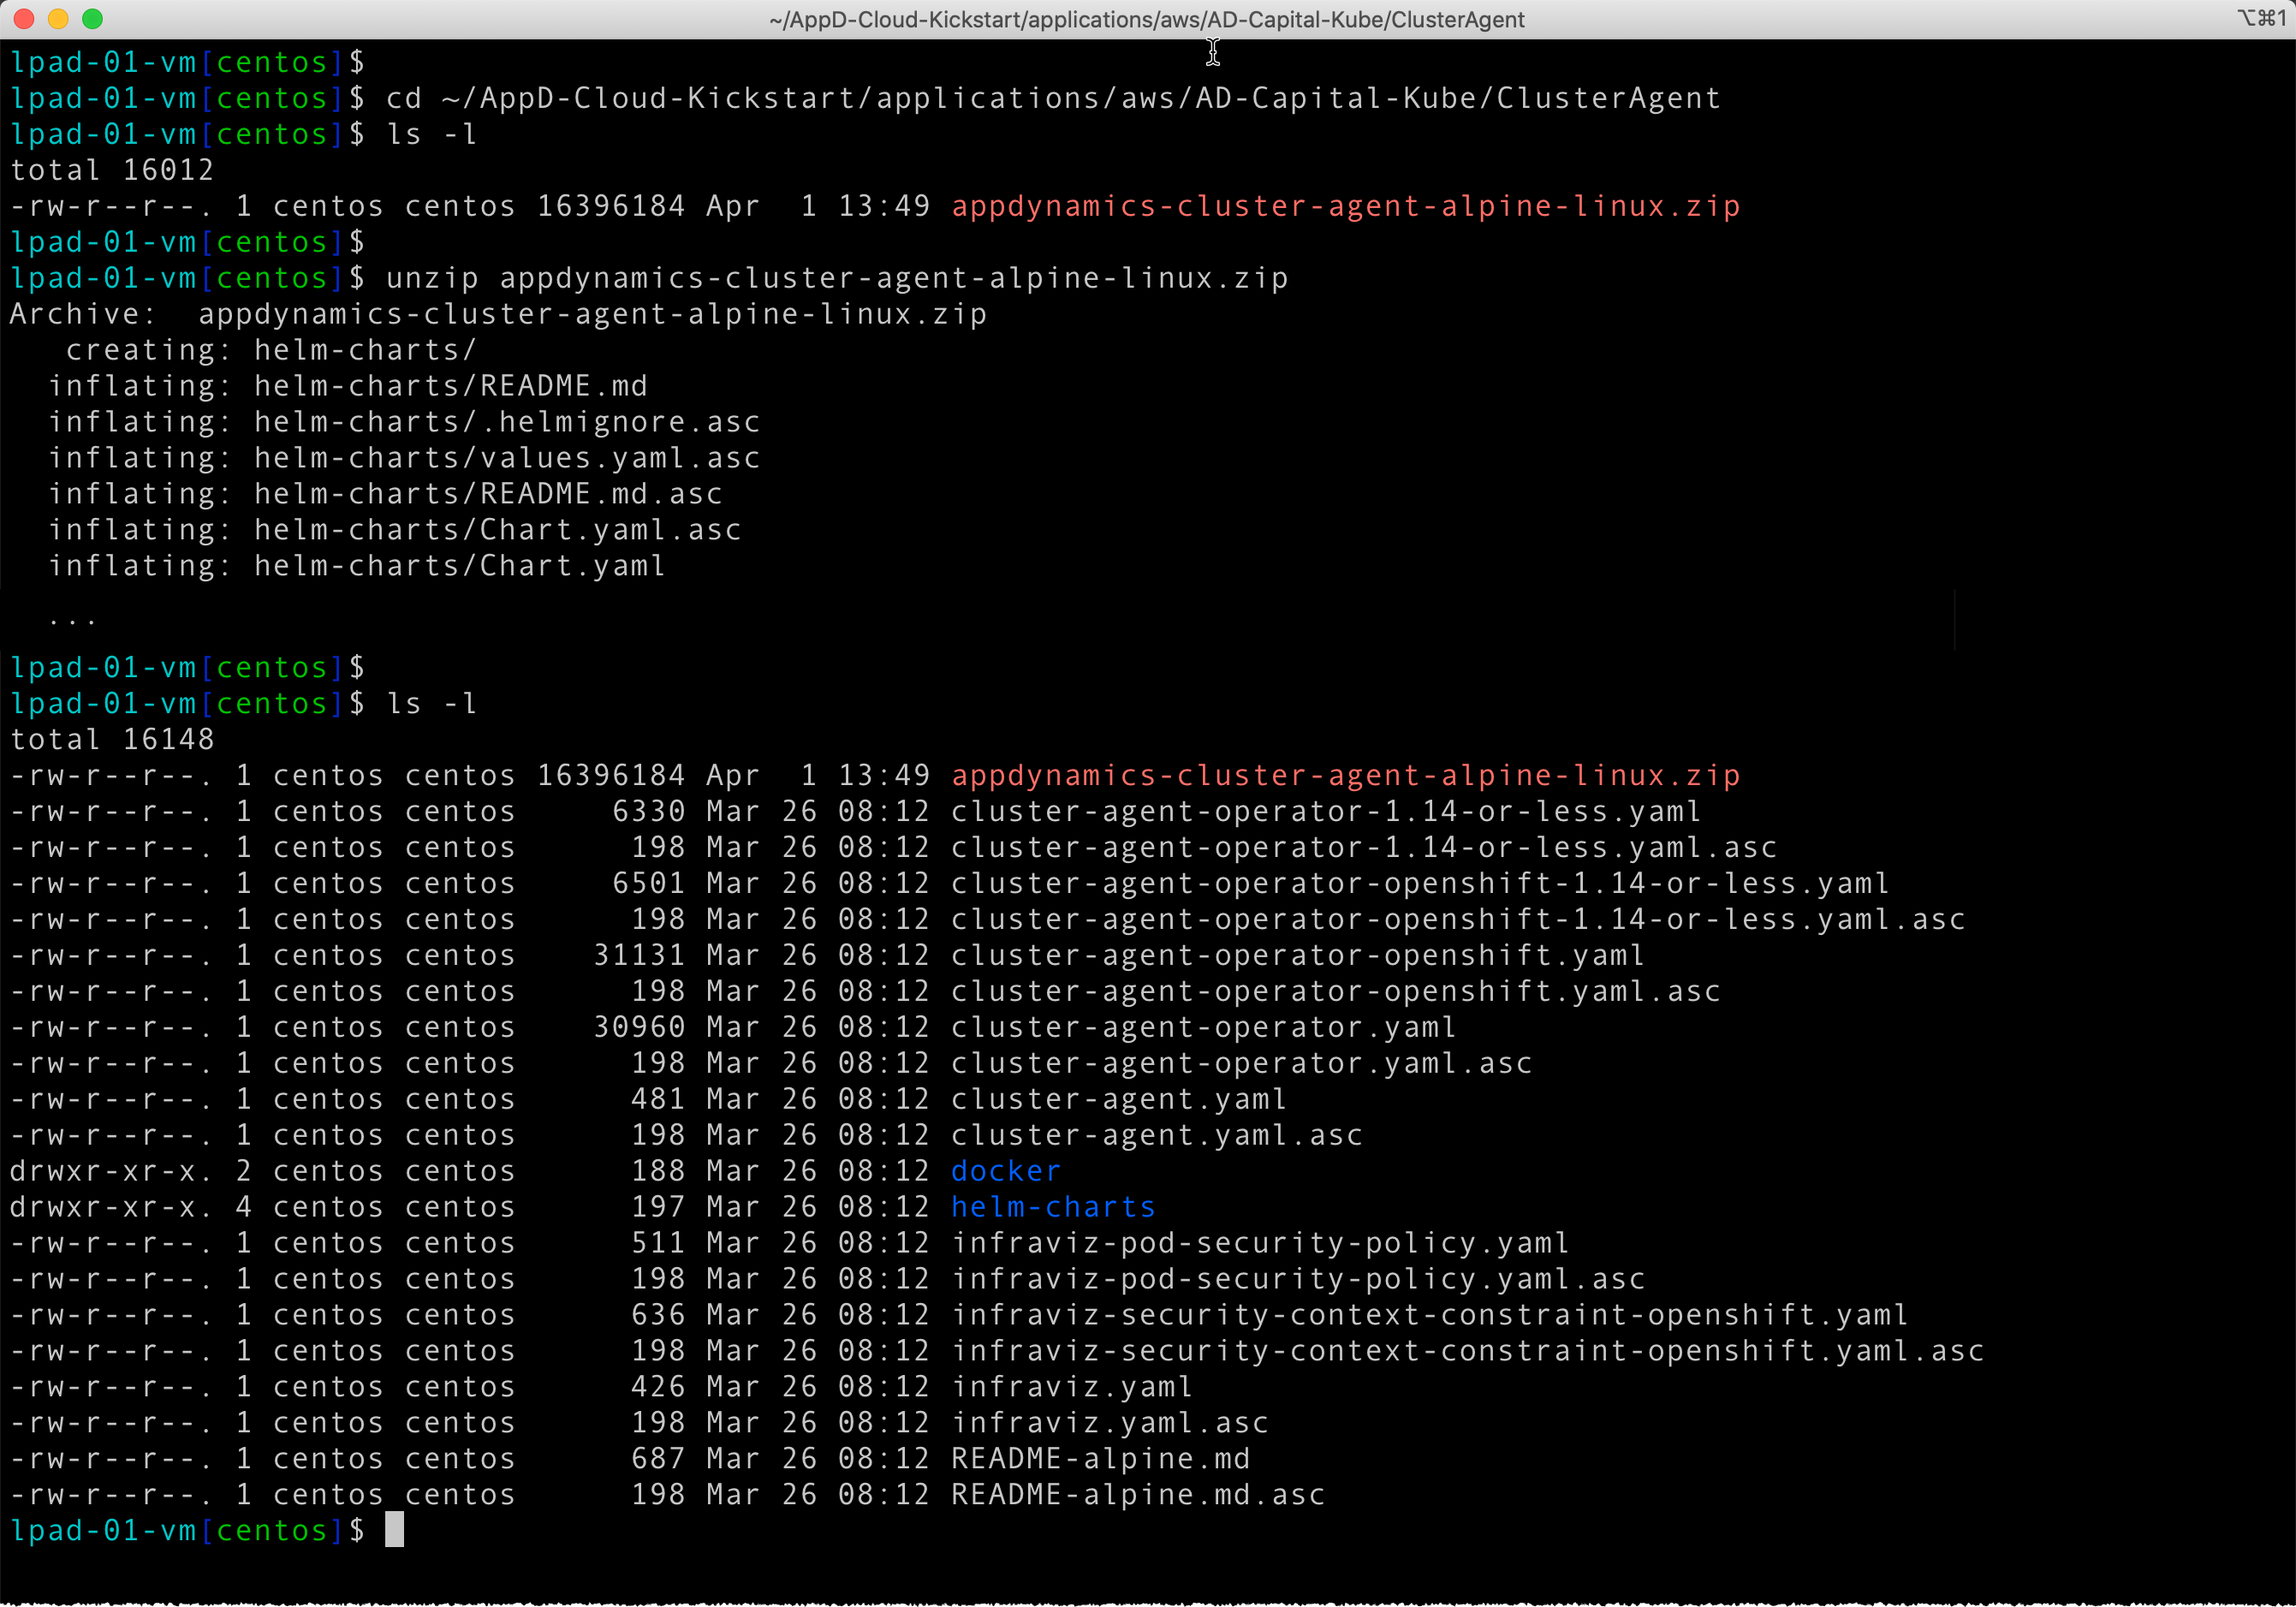 ~/AppD-Cloud-Kickstart/applications/aws/AD-Capital-Kube/ClusterAgent ⌥⌘1
lpad-01-vm[centos]$
lpad-01-vm[centos]$ cd ~/AppD-Cloud-Kickstart/applications/aws/AD-Capital-Kube/ClusterAgent
lpad-01-vm[centos]$ ls -l
total 16012
-rw-r--r--. 1 centos centos 16396184 Apr  1 13:49 appdynamics-cluster-agent-alpine-linux.zip
lpad-01-vm[centos]$
lpad-01-vm[centos]$ unzip appdynamics-cluster-agent-alpine-linux.zip
Archive:  appdynamics-cluster-agent-alpine-linux.zip
   creating: helm-charts/
  inflating: helm-charts/README.md
  inflating: helm-charts/.helmignore.asc
  inflating: helm-charts/values.yaml.asc
  inflating: helm-charts/README.md.asc
  inflating: helm-charts/Chart.yaml.asc
  inflating: helm-charts/Chart.yaml
  ...
lpad-01-vm[centos]$
lpad-01-vm[centos]$ ls -l
total 16148
-rw-r--r--. 1 centos centos 16396184 Apr  1 13:49 appdynamics-cluster-agent-alpine-linux.zip
-rw-r--r--. 1 centos centos     6330 Mar 26 08:12 cluster-agent-operator-1.14-or-less.yaml
-rw-r--r--. 1 centos centos      198 Mar 26 08:12 cluster-agent-operator-1.14-or-less.yaml.asc
-rw-r--r--. 1 centos centos     6501 Mar 26 08:12 cluster-agent-operator-openshift-1.14-or-less.yaml
-rw-r--r--. 1 centos centos      198 Mar 26 08:12 cluster-agent-operator-openshift-1.14-or-less.yaml.asc
-rw-r--r--. 1 centos centos    31131 Mar 26 08:12 cluster-agent-operator-openshift.yaml
-rw-r--r--. 1 centos centos      198 Mar 26 08:12 cluster-agent-operator-openshift.yaml.asc
-rw-r--r--. 1 centos centos    30960 Mar 26 08:12 cluster-agent-operator.yaml
-rw-r--r--. 1 centos centos      198 Mar 26 08:12 cluster-agent-operator.yaml.asc
-rw-r--r--. 1 centos centos      481 Mar 26 08:12 cluster-agent.yaml
-rw-r--r--. 1 centos centos      198 Mar 26 08:12 cluster-agent.yaml.asc
drwxr-xr-x. 2 centos centos      188 Mar 26 08:12 docker
drwxr-xr-x. 4 centos centos      197 Mar 26 08:12 helm-charts
-rw-r--r--. 1 centos centos      511 Mar 26 08:12 infraviz-pod-security-policy.yaml
-rw-r--r--. 1 centos centos      198 Mar 26 08:12 infraviz-pod-security-policy.yaml.asc
-rw-r--r--. 1 centos centos      636 Mar 26 08:12 infraviz-security-context-constraint-openshift.yaml
-rw-r--r--. 1 centos centos      198 Mar 26 08:12 infraviz-security-context-constraint-openshift.yaml.asc
-rw-r--r--. 1 centos centos      426 Mar 26 08:12 infraviz.yaml
-rw-r--r--. 1 centos centos      198 Mar 26 08:12 infraviz.yaml.asc
-rw-r--r--. 1 centos centos      687 Mar 26 08:12 README-alpine.md
-rw-r--r--. 1 centos centos      198 Mar 26 08:12 README-alpine.md.asc
lpad-01-vm[centos]$